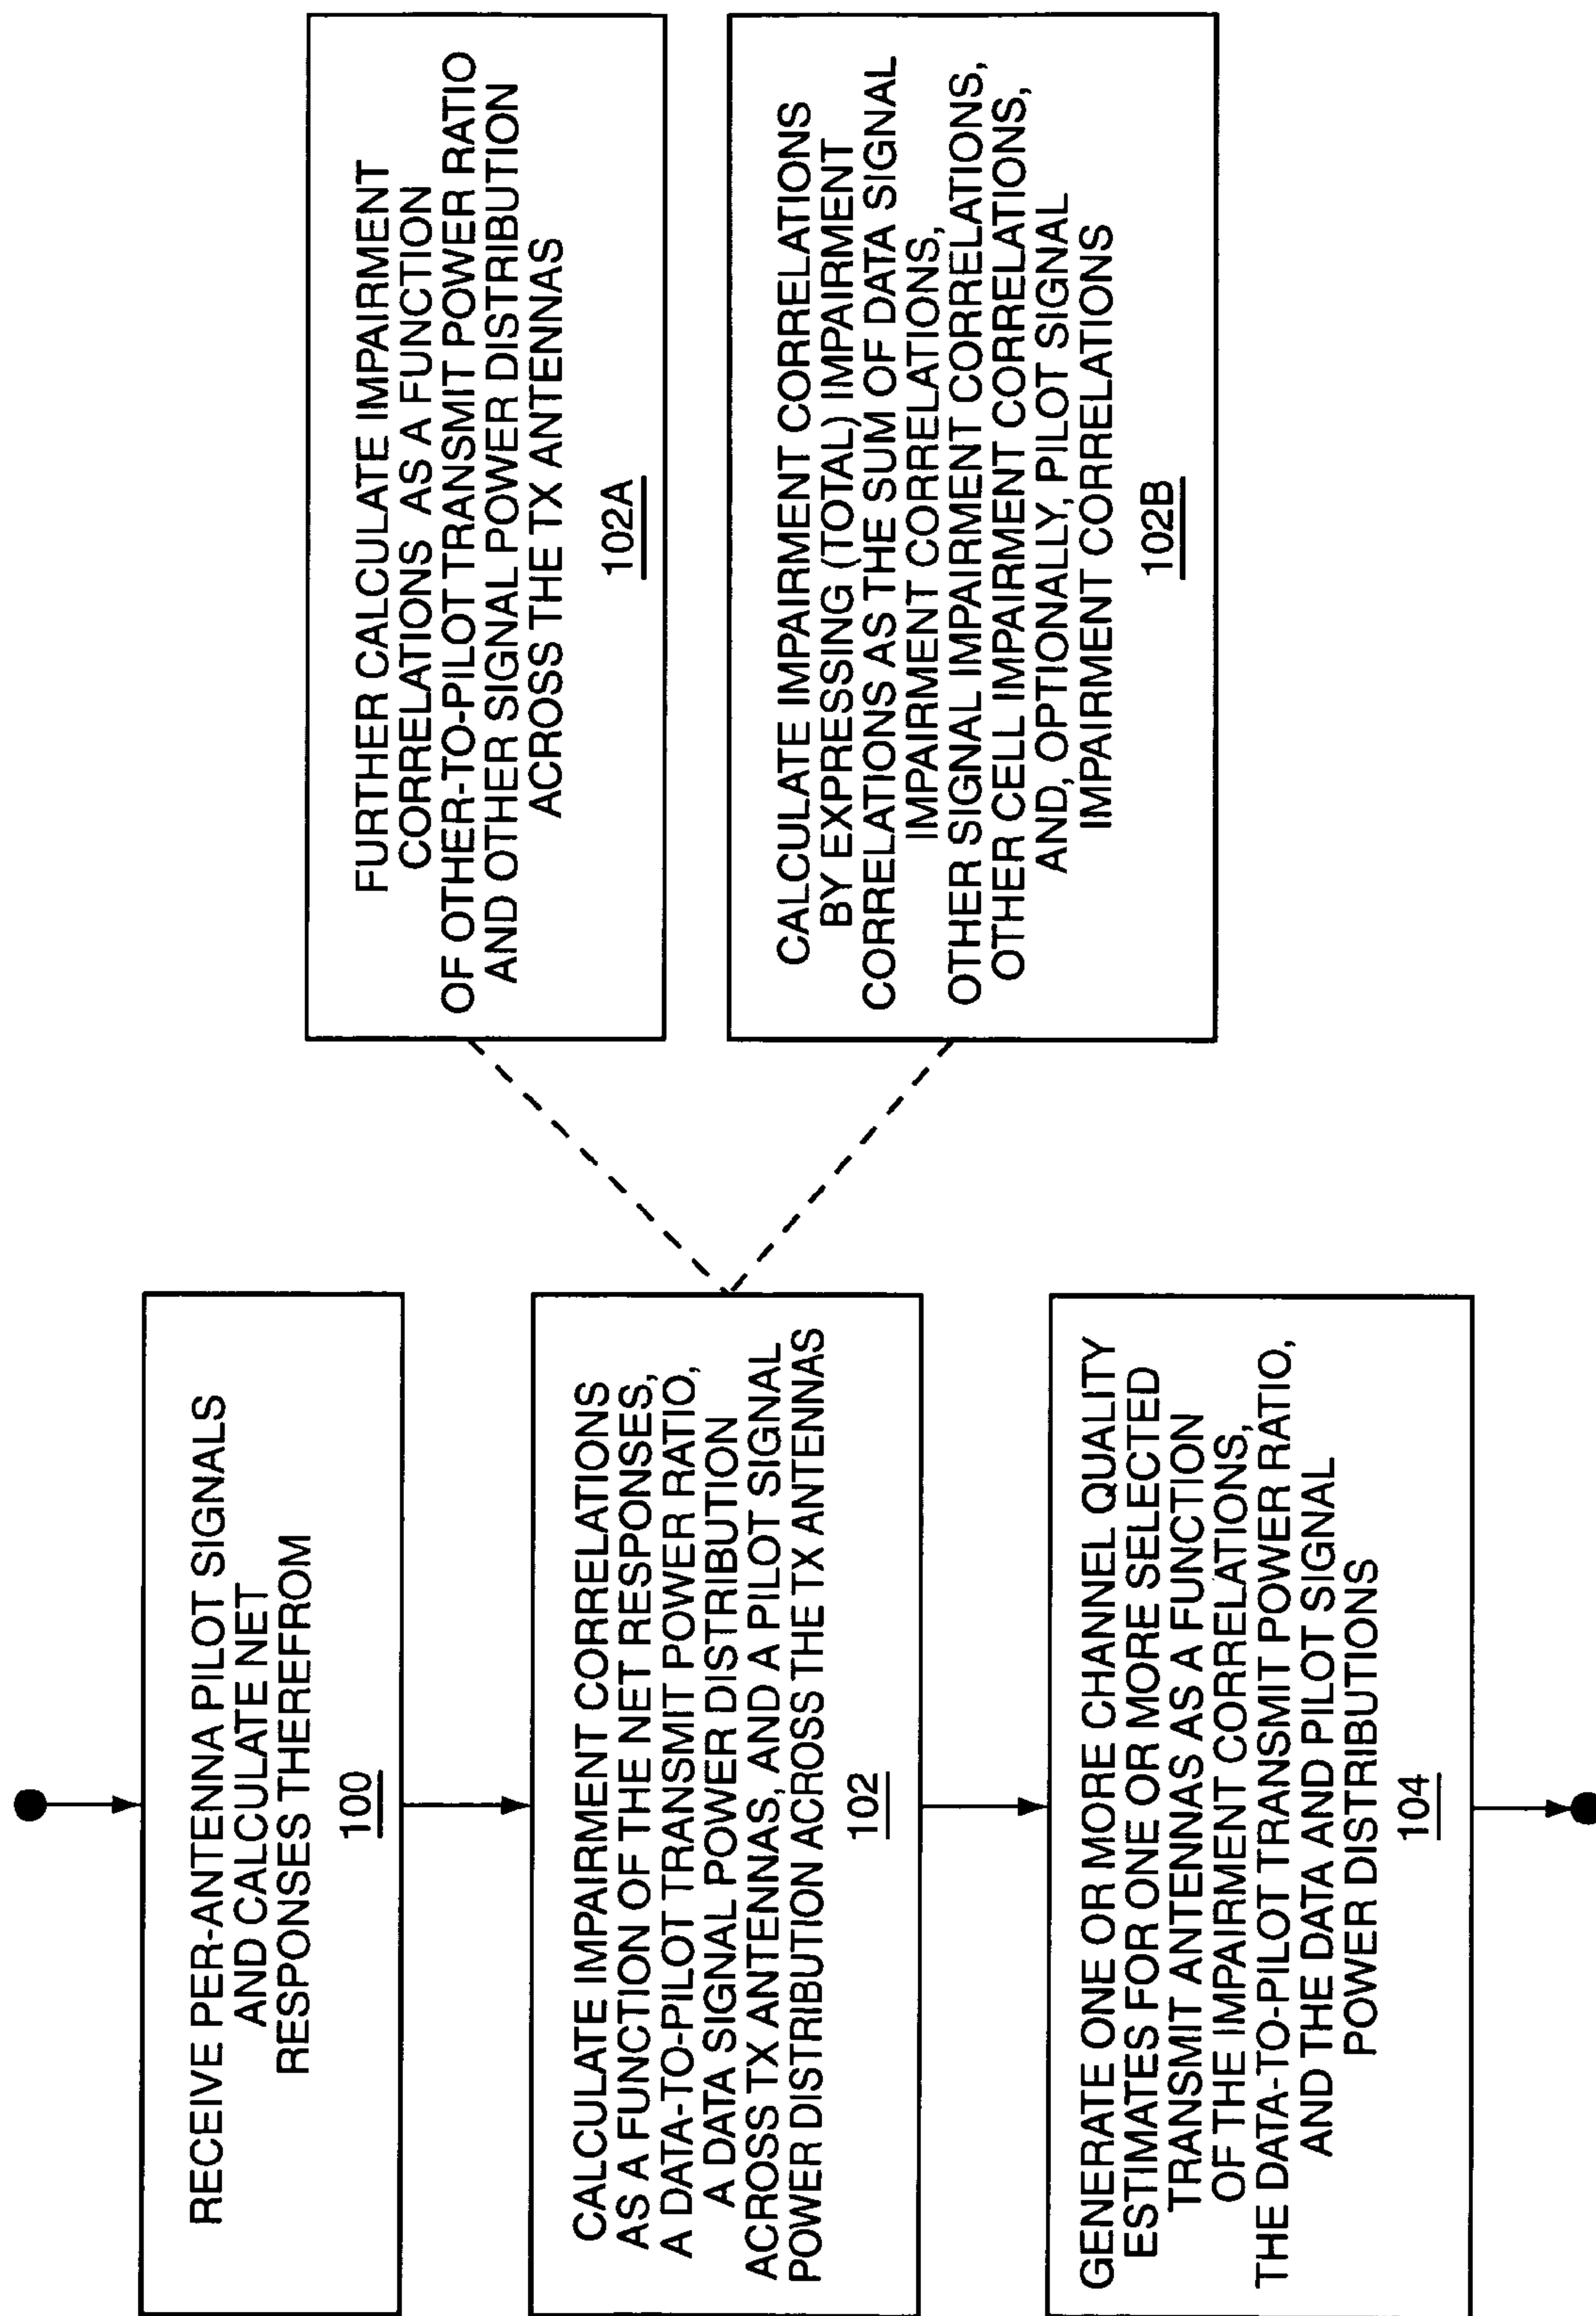 RECEIVE PER-ANTENNA PILOT SIGNALS
AND CALCULATE NET
RESPONSES THEREFROM
100
CALCULATE IMPAIRMENT CORRELATIONS
AS A FUNCTION OF THE NET RESPONSES,
A DATA-TO-PILOT TRANSMIT POWER RATIO,
A DATA SIGNAL POWER DISTRIBUTION
ACROSS TX ANTENNAS, AND A PILOT SIGNAL
POWER DISTRIBUTION ACROSS THE TX ANTENNAS
102
GENERATE ONE OR MORE CHANNEL QUALITY
ESTIMATES FOR ONE OR MORE SELECTED
TRANSMIT ANTENNAS AS A FUNCTION
OF THE IMPAIRMENT CORRELATIONS,
THE DATA-TO-PILOT TRANSMIT POWER RATIO,
AND THE DATA AND PILOT SIGNAL
POWER DISTRIBUTIONS
104
FURTHER CALCULATE IMPAIRMENT
CORRELATIONS AS A FUNCTION
OF OTHER-TO-PILOT TRANSMIT POWER RATIO
AND OTHER SIGNAL POWER DISTRIBUTION
ACROSS THE TX ANTENNAS
102A
CALCULATE IMPAIRMENT CORRELATIONS
BY EXPRESSING (TOTAL) IMPAIRMENT
CORRELATIONS AS THE SUM OF DATA SIGNAL
IMPAIRMENT CORRELATIONS,
OTHER SIGNAL IMPAIRMENT CORRELATIONS,
OTHER CELL IMPAIRMENT CORRELATIONS,
AND, OPTIONALLY, PILOT SIGNAL
IMPAIRMENT CORRELATIONS
102B